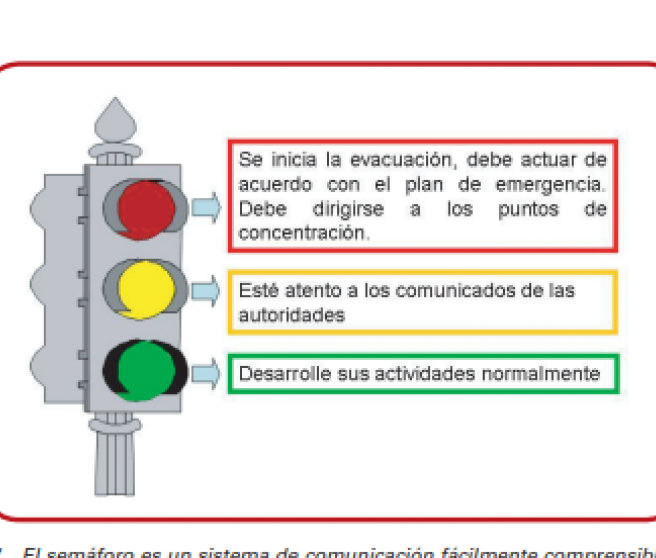 Se inicia la evacuación, debe actuar de
acuerdo con el plan de emergencia.
Debe dirigirse a los puntos de
concentración.
Esté atento a los comunicados de las
autoridades
Desarrolle sus actividades normalmente
El semáforo es un sistema de comunicación fácilmente